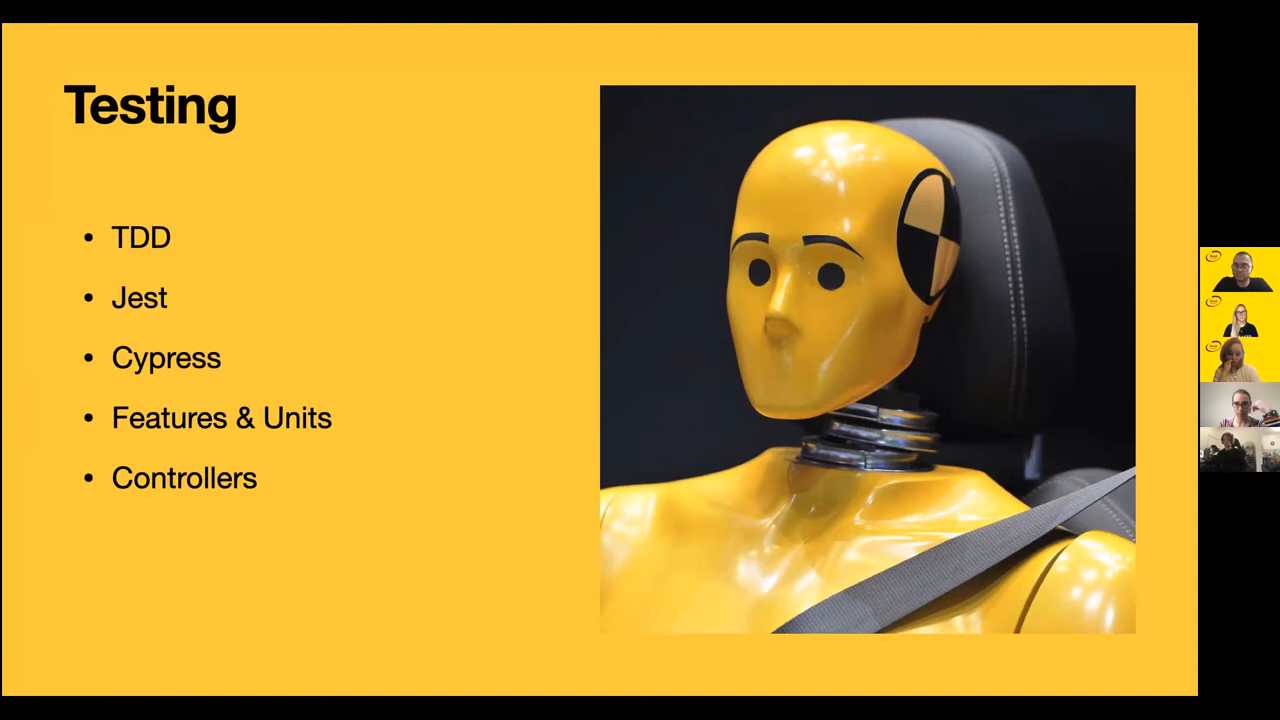 Testing
• TDD
• Jest
• Cypress
• Features & Units
• Controllers